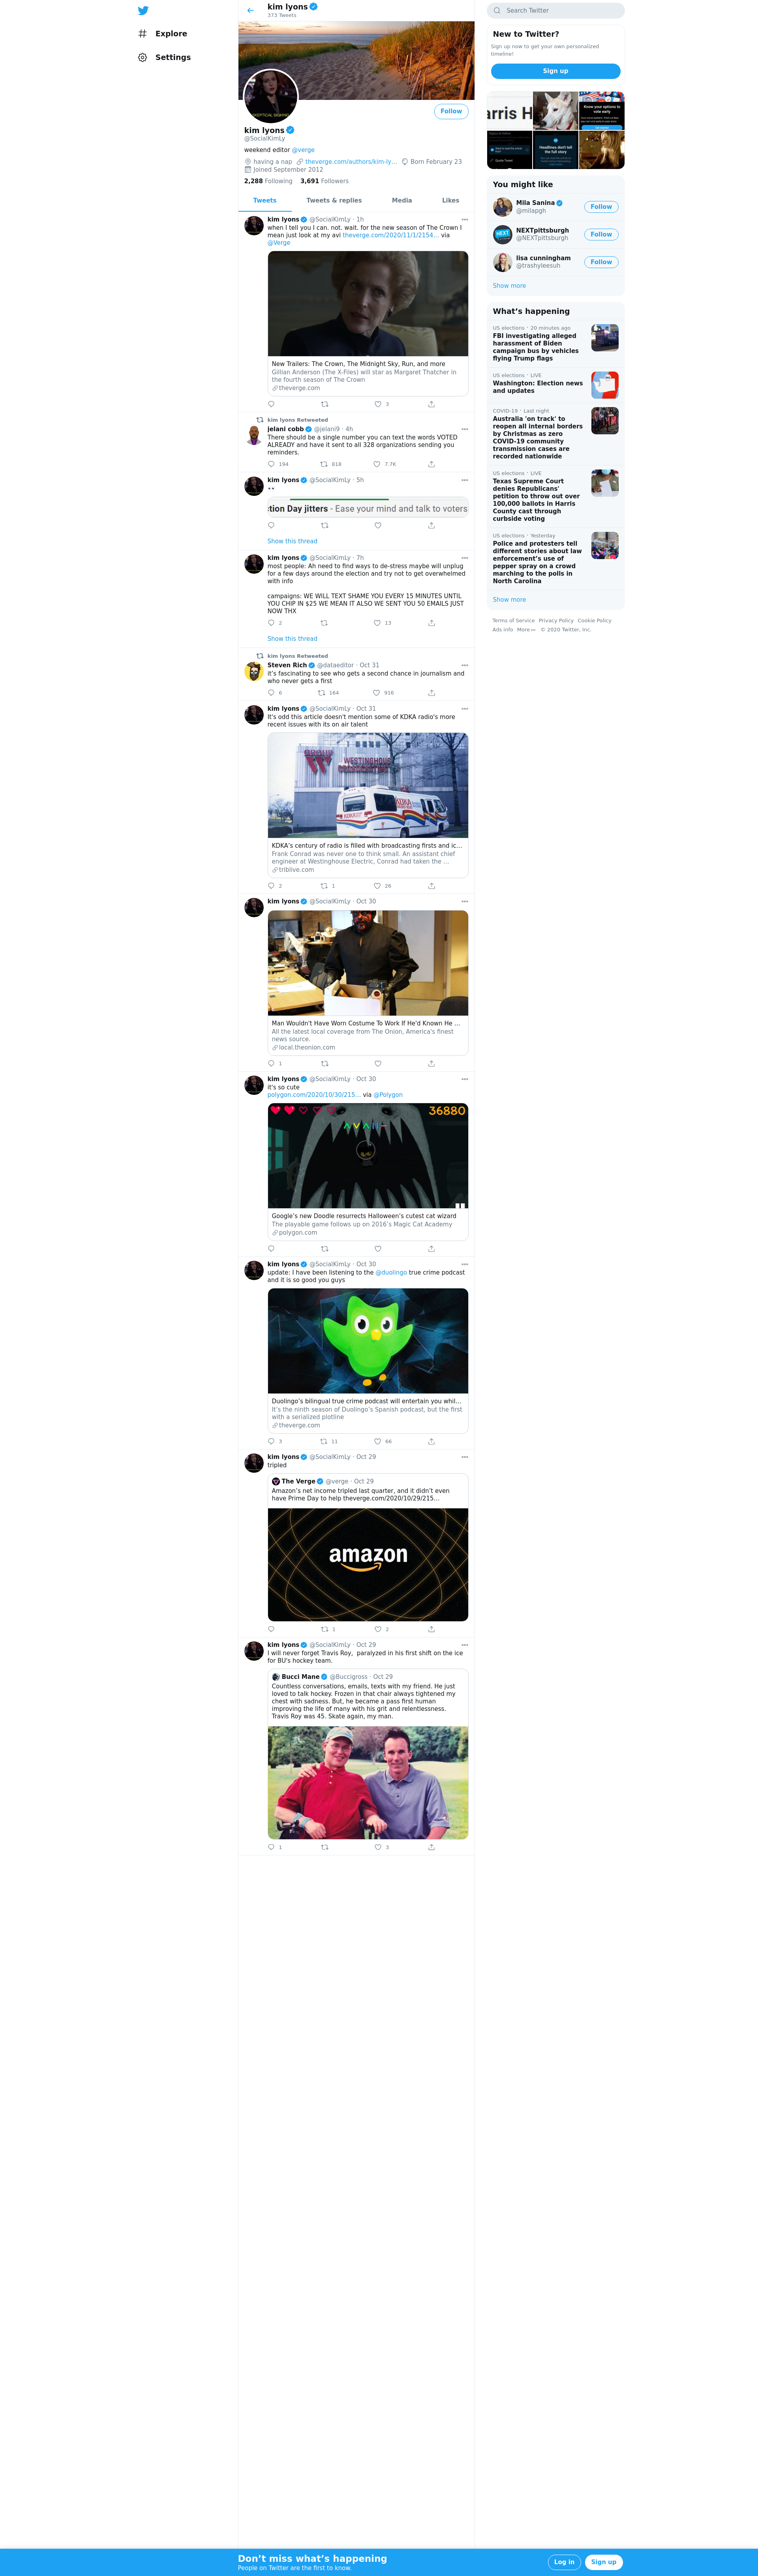 Explore
Settings
kim lyons
373 Tweets
Follow
kim lyons
@SocialKimLy
weekend editor @verge
having a nap theverge.com/authors/kim-ly… Born February 23
Joined September 2012
2,288 Following 3,691 Followers
Tweets Tweets & replies Media Likes
kim lyons @SocialKimLy · 1h
when I tell you I can. not. wait. for the new season of The Crown I
mean just look at my avi theverge.com/2020/11/1/2154… via
@Verge
New Trailers: The Crown, The Midnight Sky, Run, and more
Gillian Anderson (The X-Files) will star as Margaret Thatcher in
the fourth season of The Crown
theverge.com
3
kim lyons Retweeted
jelani cobb @jelani9 · 4h
There should be a single number you can text the words VOTED
ALREADY and have it sent to all 328 organizations sending you
reminders.
194 818 7.7K
kim lyons @SocialKimLy · 5h
👀
:tion Day jitters - Ease your mind and talk to voters
Show this thread
kim lyons @SocialKimLy · 7h
most people: Ah need to find ways to de-stress maybe will unplug
for a few days around the election and try not to get overwhelmed
with info
campaigns: WE WILL TEXT SHAME YOU EVERY 15 MINUTES UNTIL
YOU CHIP IN $25 WE MEAN IT ALSO WE SENT YOU 50 EMAILS JUST
NOW THX
2 13
Show this thread
kim lyons Retweeted
Steven Rich @dataeditor · Oct 31
it's fascinating to see who gets a second chance in journalism and
who never gets a first
6 164 916
kim lyons @SocialKimLy · Oct 31
It's odd this article doesn't mention some of KDKA radio's more
recent issues with its on air talent
GROUP
WESTINGHOUSE
BROADCASTING
KDKA
KDKA's century of radio is filled with broadcasting firsts and ic…
Frank Conrad was never one to think small. An assistant chief
engineer at Westinghouse Electric, Conrad had taken the …
triblive.com
2 1 26
kim lyons @SocialKimLy · Oct 30
Man Wouldn't Have Worn Costume To Work If He'd Known He …
All the latest local coverage from The Onion, America's finest
news source.
local.theonion.com
1
kim lyons @SocialKimLy · Oct 30
it's so cute
polygon.com/2020/10/30/215… via @Polygon
36880
Google's new Doodle resurrects Halloween's cutest cat wizard
The playable game follows up on 2016's Magic Cat Academy
polygon.com
kim lyons @SocialKimLy · Oct 30
update: I have been listening to the @duolingo true crime podcast
and it is so good you guys
Duolingo's bilingual true crime podcast will entertain you whil…
It's the ninth season of Duolingo's Spanish podcast, but the first
with a serialized plotline
theverge.com
3 11 66
kim lyons @SocialKimLy · Oct 29
tripled
The Verge @verge · Oct 29
Amazon's net income tripled last quarter, and it didn't even
have Prime Day to help theverge.com/2020/10/29/215…
amazon
1 2
kim lyons @SocialKimLy · Oct 29
I will never forget Travis Roy, paralyzed in his first shift on the ice
for BU's hockey team.
Bucci Mane @Buccigross · Oct 29
Countless conversations, emails, texts with my friend. He just
loved to talk hockey. Frozen in that chair always tightened my
chest with sadness. But, he became a pass first human
improving the life of many with his grit and relentlessness.
Travis Roy was 45. Skate again, my man.
1 3
Search Twitter
New to Twitter?
Sign up now to get your own personalized
timeline!
Sign up
arris H
Know your options to
vote early
Quote Tweet
Headlines don't tell
the full story
You might like
Mila Sanina
@milapgh
Follow
NEXT
NEXTpittsburgh
@NEXTpittsburgh
Follow
lisa cunningham
@trashyleesuh
Follow
Show more
What's happening
US elections · 20 minutes ago
FBI investigating alleged
harassment of Biden
campaign bus by vehicles
flying Trump flags
US elections · LIVE
Washington: Election news
and updates
COVID-19 · Last night
Australia 'on track' to
reopen all internal borders
by Christmas as zero
COVID-19 community
transmission cases are
recorded nationwide
US elections · LIVE
Texas Supreme Court
denies Republicans'
petition to throw out over
100,000 ballots in Harris
County cast through
curbside voting
US elections · Yesterday
Police and protesters tell
different stories about law
enforcement's use of
pepper spray on a crowd
marching to the polls in
North Carolina
Show more
Terms of Service Privacy Policy Cookie Policy
Ads info More © 2020 Twitter, Inc.
Don't miss what's happening
People on Twitter are the first to know.
Log in
Sign up